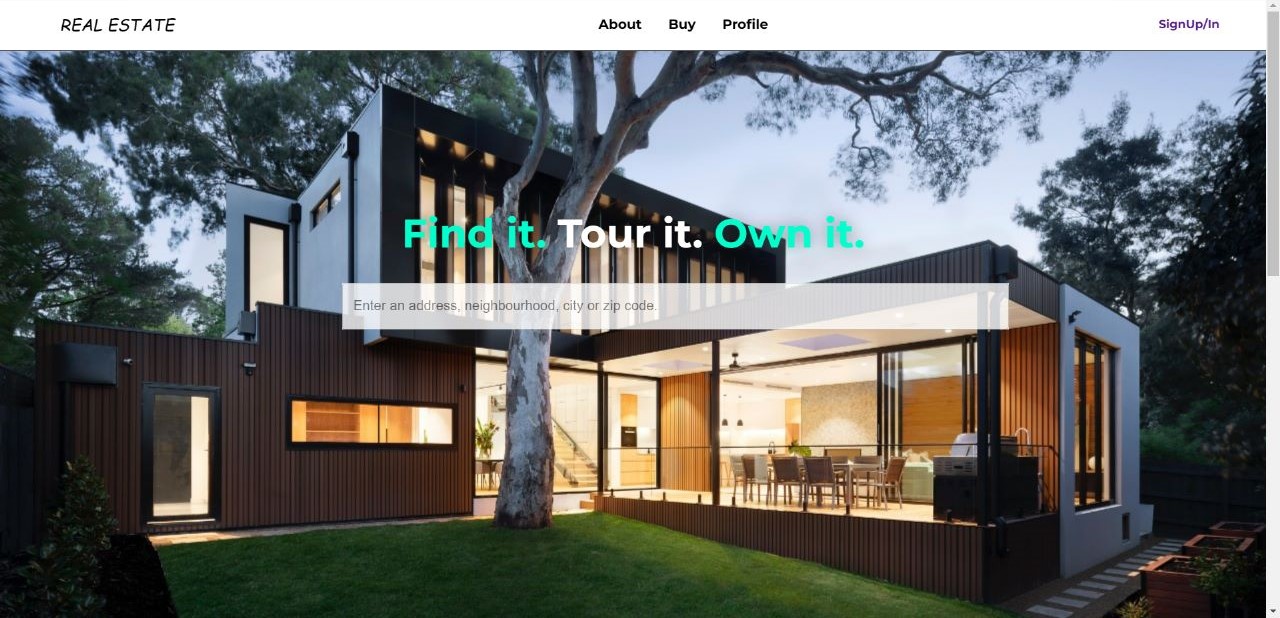 REAL ESTATE
About Buy Profile
SignUp/In
Find it. Tour it. Own it.
Enter an address, neighbourhood, city or zip code.